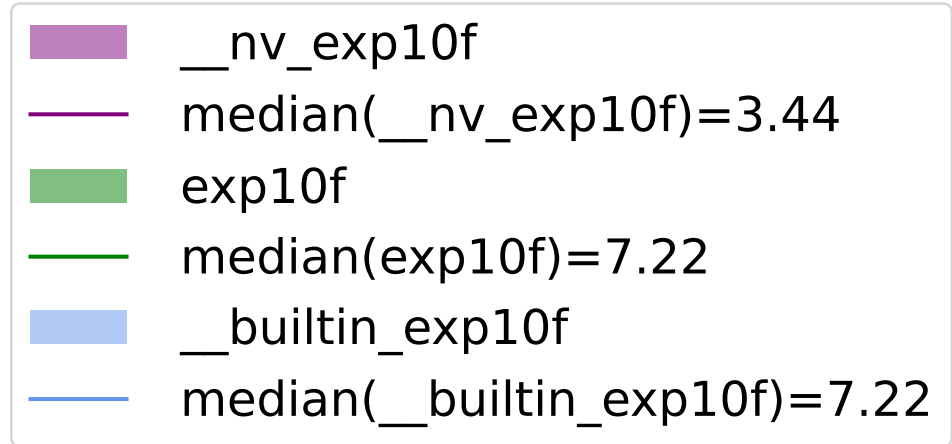 __nv_exp10f
median(__nv_exp10f)=3.44
exp10f
median(exp10f)=7.22
__builtin_exp10f
median(__builtin_exp10f)=7.22